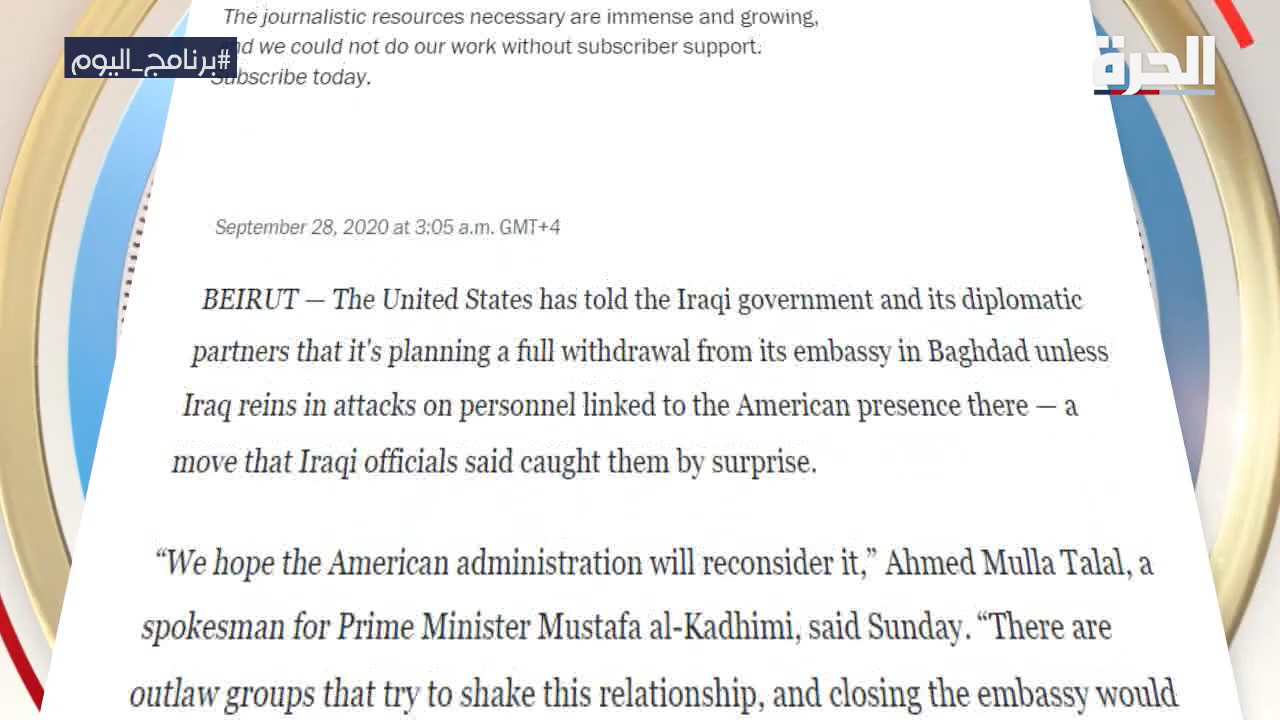 The journalistic resources necessary are immense and growing,
and we could not do our work without subscriber support.
Subscribe today.
#برنامج_اليوم
الحرة
September 28, 2020 at 3:05 a.m. GMT+4
BEIRUT — The United States has told the Iraqi government and its diplomatic
partners that it's planning a full withdrawal from its embassy in Baghdad unless
Iraq reins in attacks on personnel linked to the American presence there — a
move that Iraqi officials said caught them by surprise.
“We hope the American administration will reconsider it,” Ahmed Mulla Talal, a
spokesman for Prime Minister Mustafa al-Kadhimi, said Sunday. “There are
outlaw groups that try to shake this relationship, and closing the embassy would